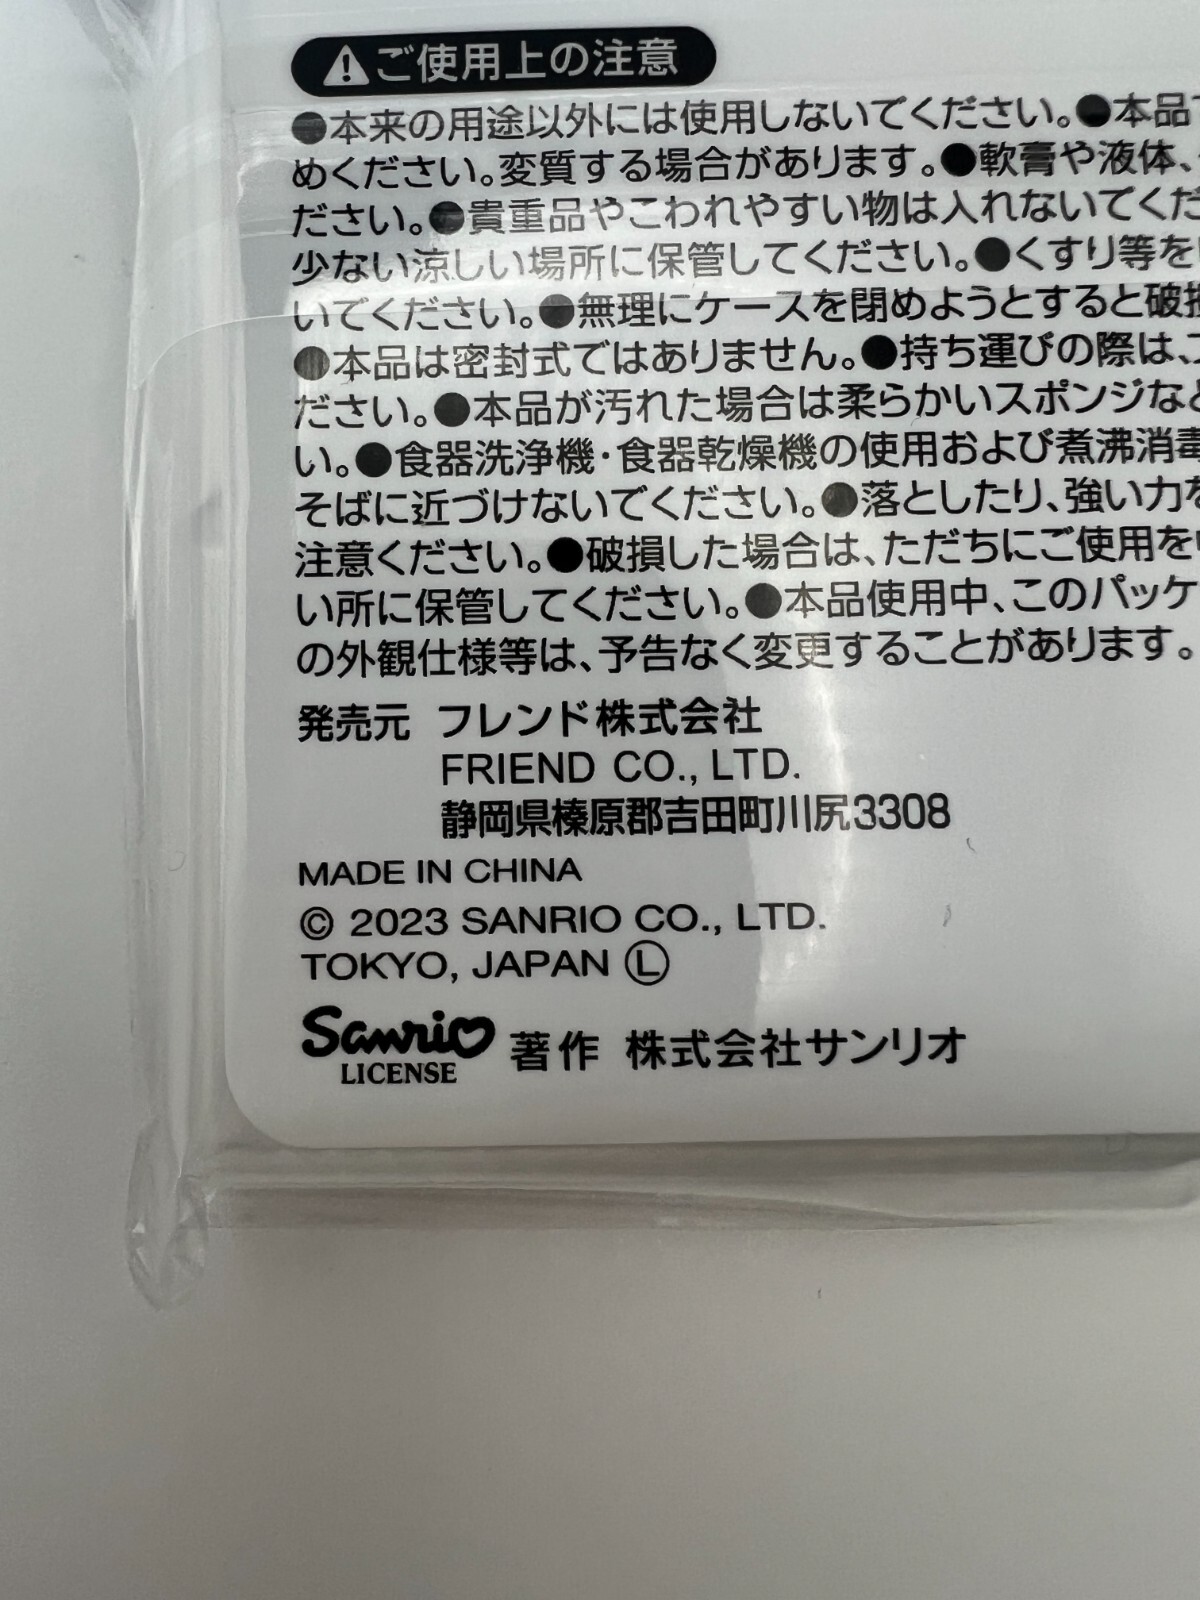 ⚠ご使用上の注意
●本来の用途以外には使用しないでください。●本品
めください。変質する場合があります。●軟膏や液体、
ださい。●貴重品やこわれやすい物は入れないでくだ
少ない涼しい場所に保管してください。●くすり等を
いでください。●無理にケースを閉めようとすると破損
●本品は密封式ではありません。●持ち運びの際は、
ださい。●本品が汚れた場合は柔らかいスポンジなど
い。●食器洗浄機・食器乾燥機の使用および煮沸消毒
そばに近づけないでください。●落としたり、強い力を
注意ください。●破損した場合は、ただちにご使用を
い所に保管してください。●本品使用中、このパッケ
の外観仕様等は、予告なく変更することがあります。
発売元 フレンド株式会社
FRIEND CO., LTD.
静岡県榛原郡吉田町川尻3308
MADE IN CHINA
© 2023 SANRIO CO., LTD.
TOKYO, JAPAN Ⓛ
Sanrio 著作 株式会社サンリオ
LICENSE